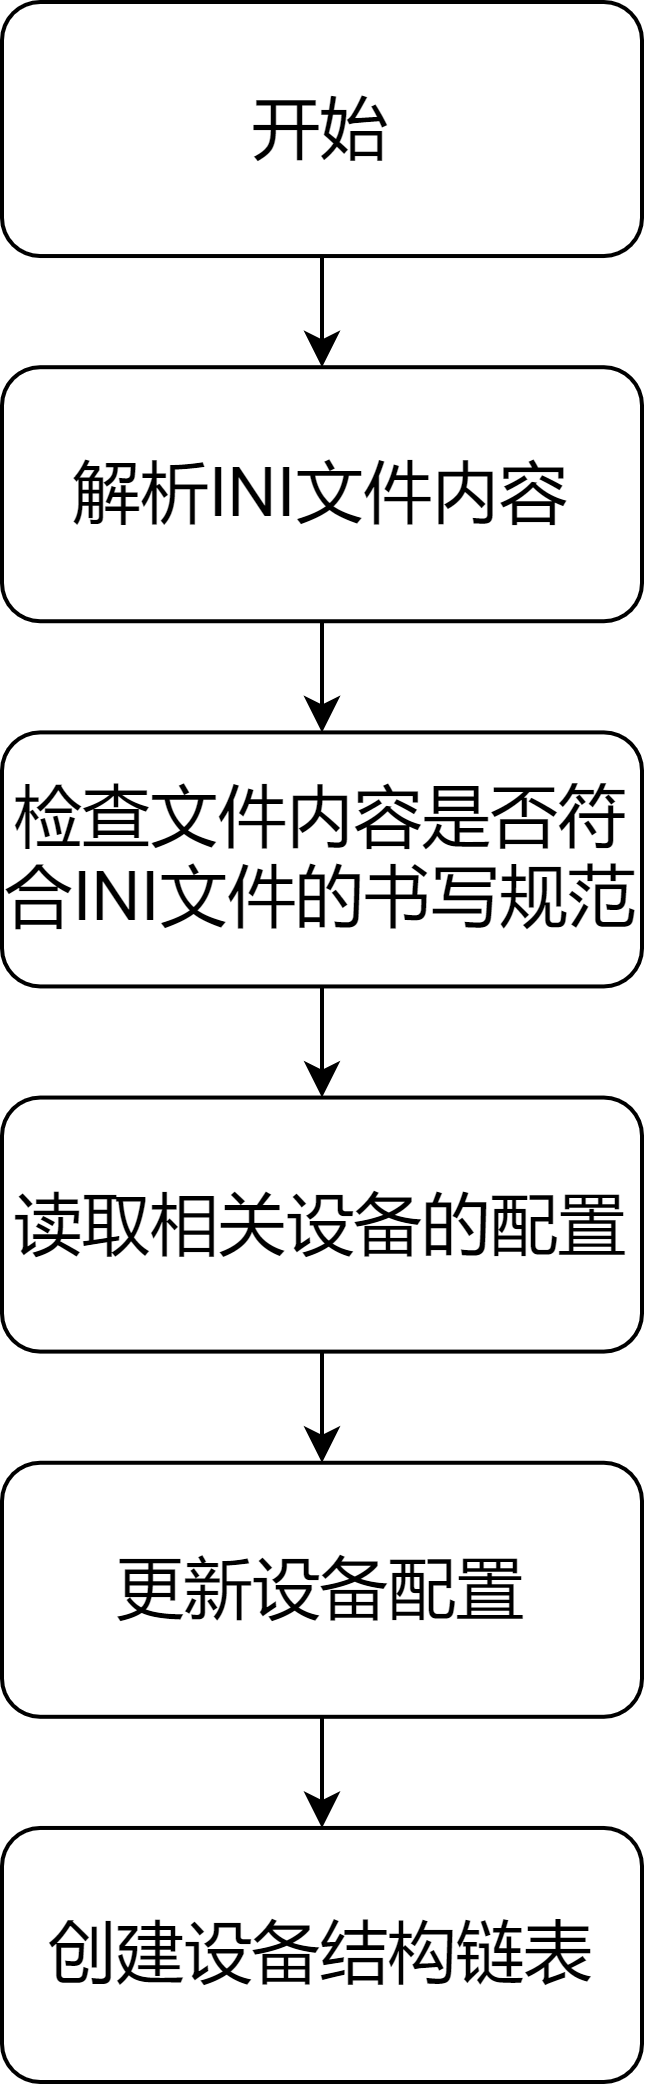 开始
解析INI文件内容
检查文件内容是否符
合INI文件的书写规范
读取相关设备的配置
更新设备配置
创建设备结构链表